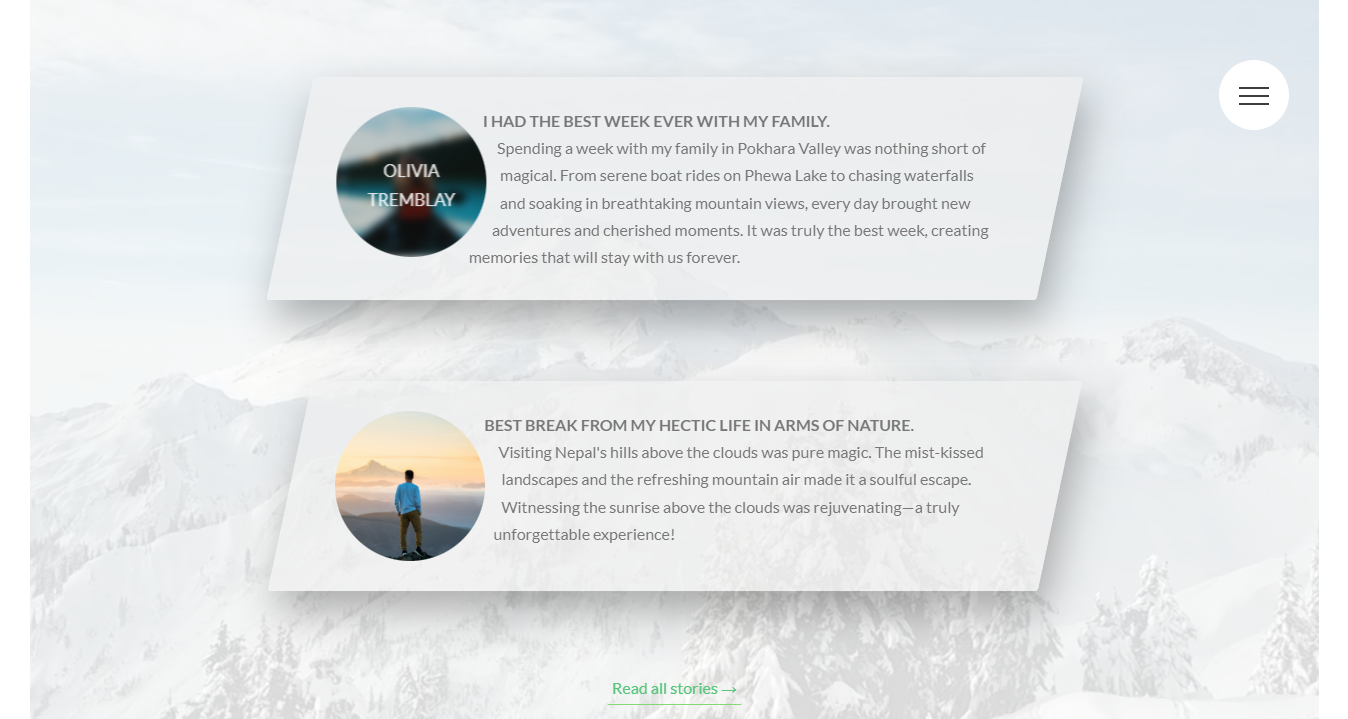 OLIVIA
TREMBLAY
I HAD THE BEST WEEK EVER WITH MY FAMILY.
Spending a week with my family in Pokhara Valley was nothing short of
magical. From serene boat rides on Phewa Lake to chasing waterfalls
and soaking in breathtaking mountain views, every day brought new
adventures and cherished moments. It was truly the best week, creating
memories that will stay with us forever.
BEST BREAK FROM MY HECTIC LIFE IN ARMS OF NATURE.
Visiting Nepal's hills above the clouds was pure magic. The mist-kissed
landscapes and the refreshing mountain air made it a soulful escape.
Witnessing the sunrise above the clouds was rejuvenating—a truly
unforgettable experience!
Read all stories →